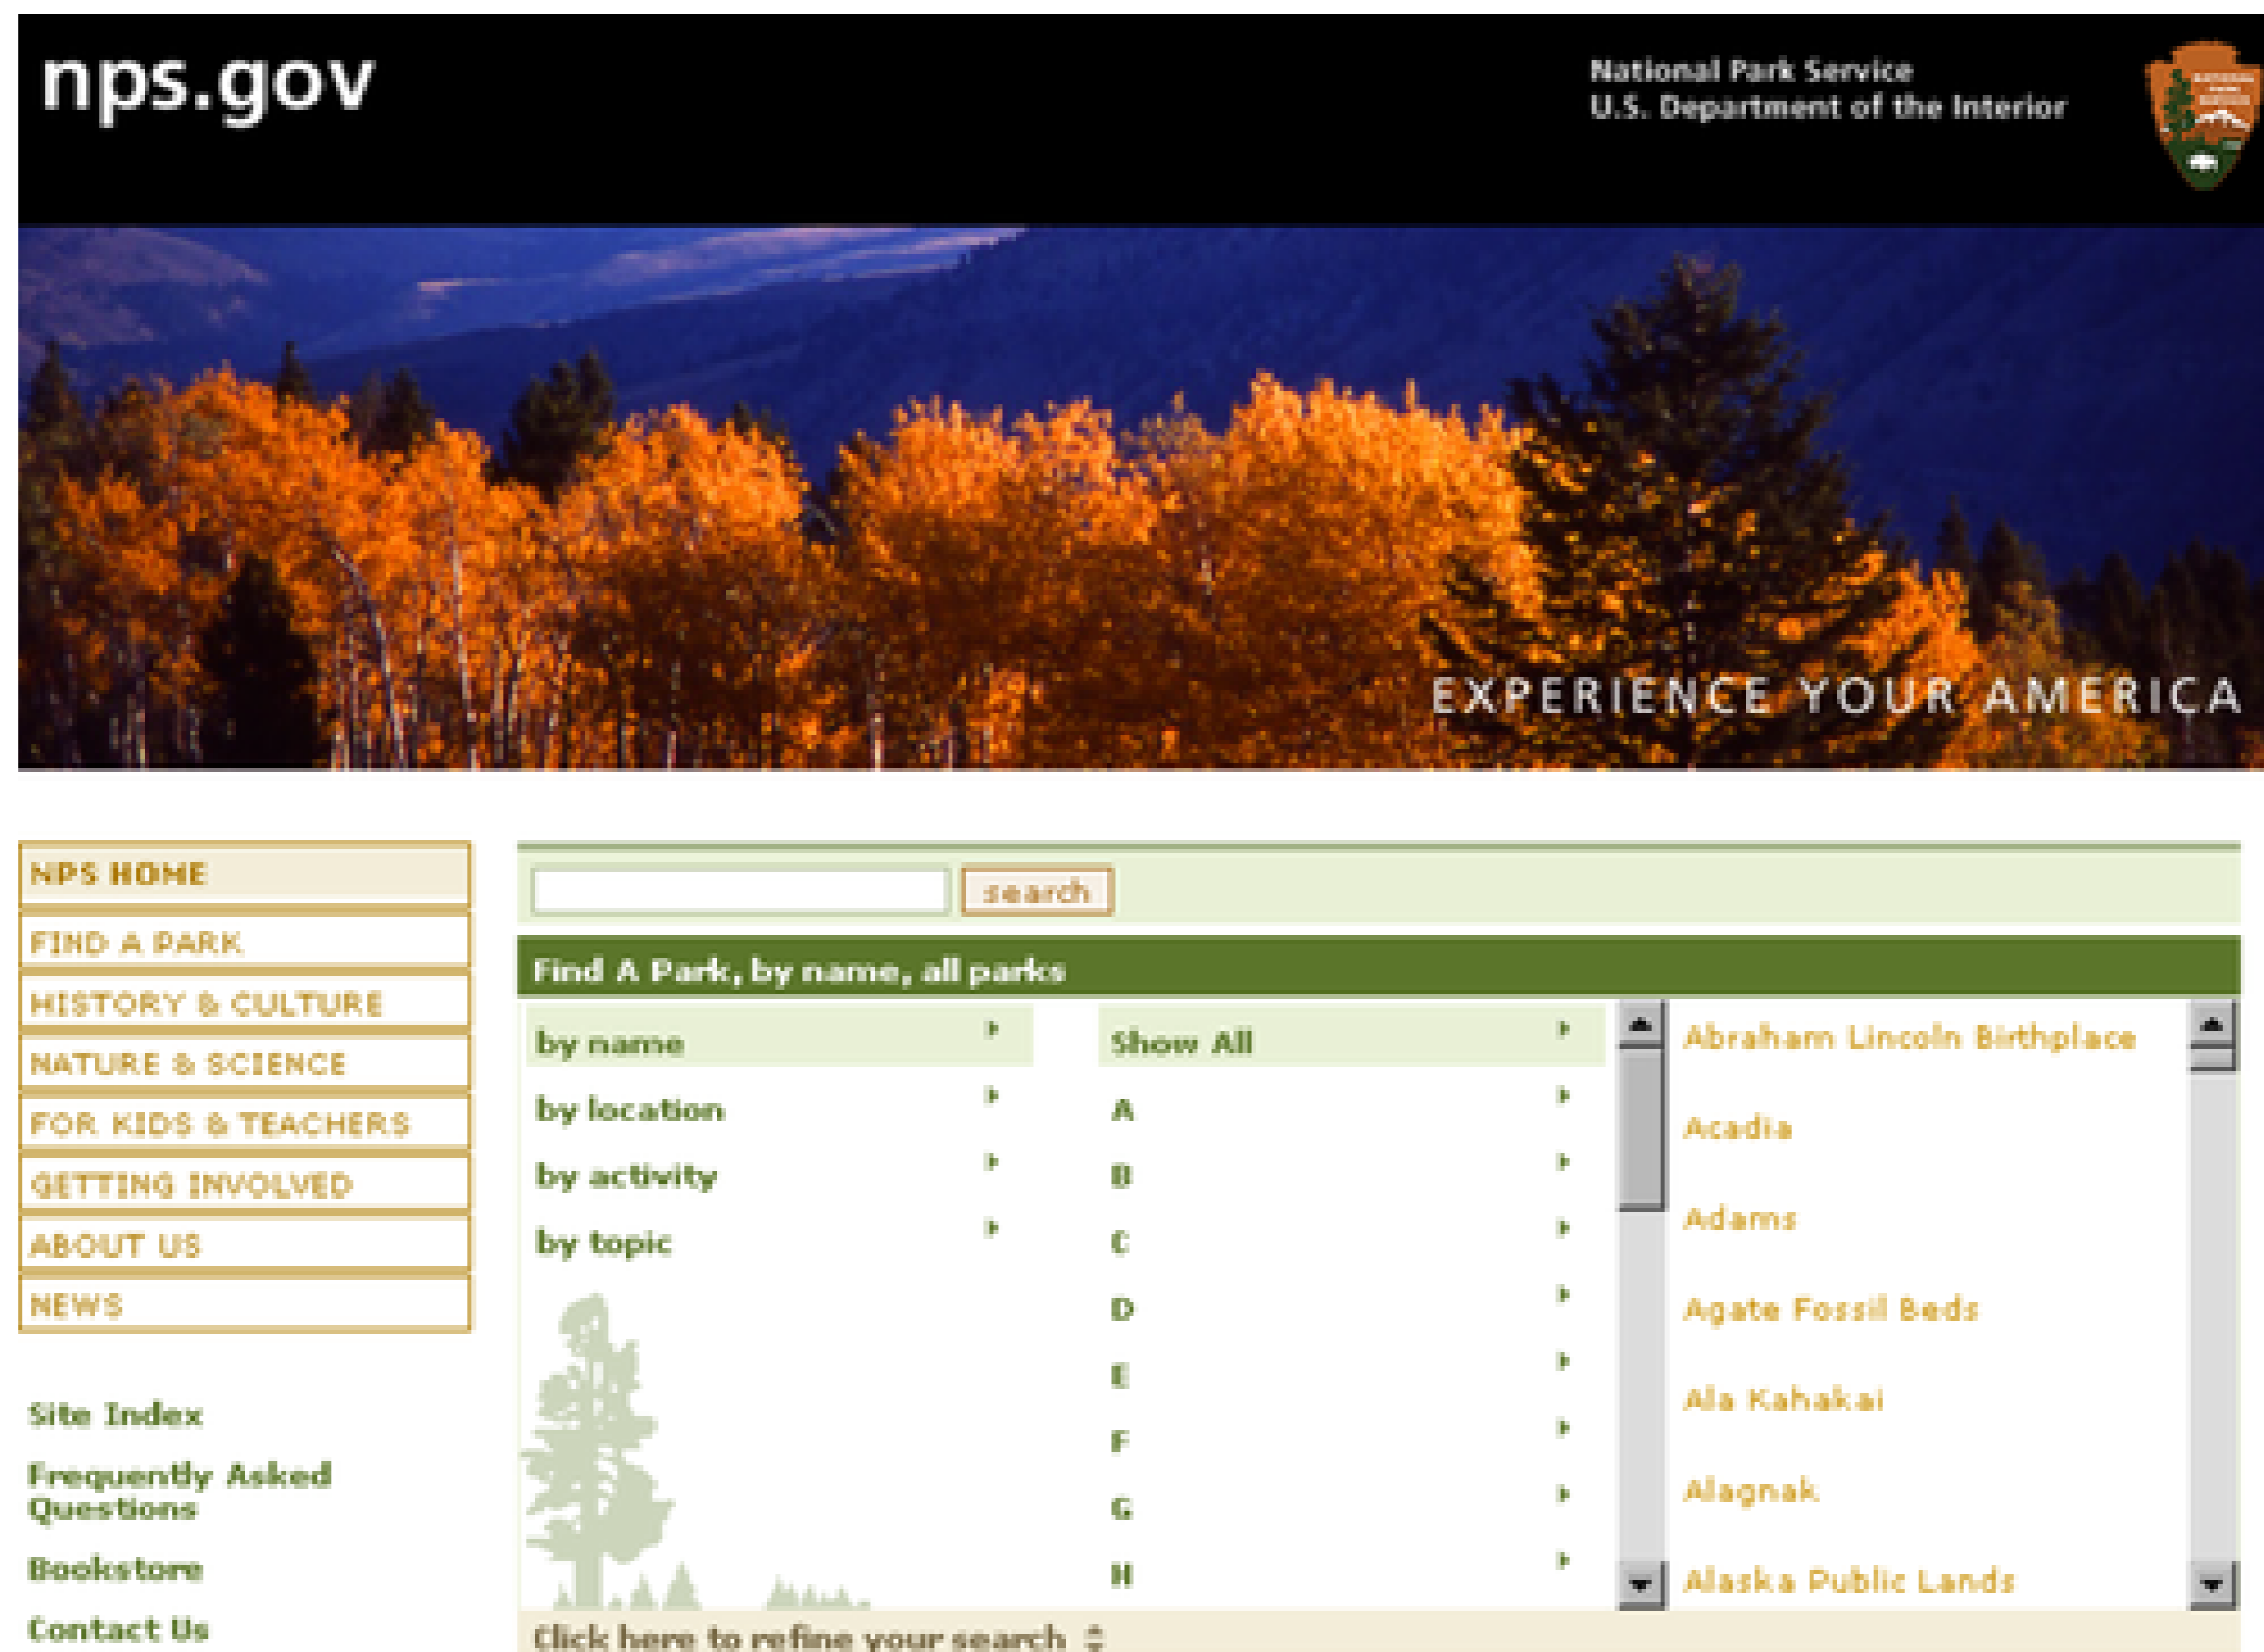 nps.gov
National Park Service
U.S. Department of the Interior
NATIONAL
PARK
SERVICE
EXPERIENCE YOUR AMERICA
NPS HOME
FIND A PARK
HISTORY & CULTURE
NATURE & SCIENCE
FOR KIDS & TEACHERS
GETTING INVOLVED
ABOUT US
NEWS
Site Index
Frequently Asked
Questions
Bookstore
Contact Us
search
Find A Park, by name, all parks
by name
by location
by activity
by topic
Show All
A
B
C
D
E
F
G
H
Abraham Lincoln Birthplace
Acadia
Adams
Agate Fossil Beds
Ala Kahakai
Alagnak
Alaska Public Lands
Click here to refine your search